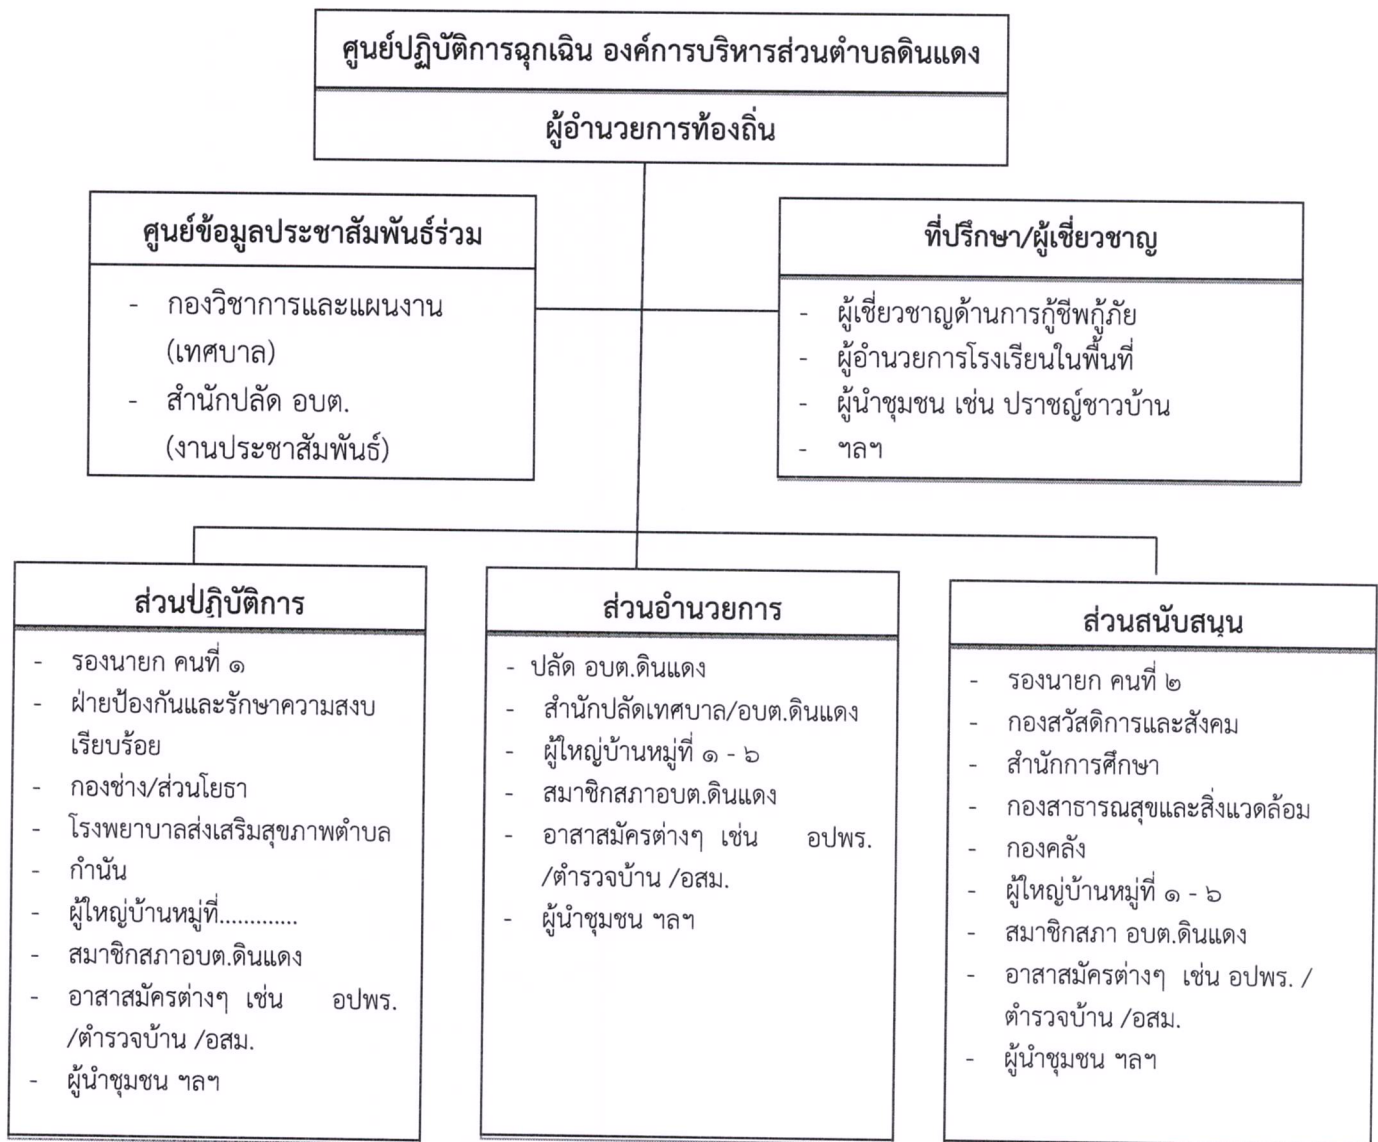 ศูนย์ปฏิบัติการฉุกเฉิน องค์การบริหารส่วนตำบลดินแดง
ผู้อำนวยการท้องถิ่น
ศูนย์ข้อมูลประชาสัมพันธ์ร่วม
- กองวิชาการและแผนงาน
(เทศบาล)
- สำนักปลัด อบต.
(งานประชาสัมพันธ์)
ที่ปรึกษา/ผู้เชี่ยวชาญ
- ผู้เชี่ยวชาญด้านการกู้ชีพกู้ภัย
- ผู้อำนวยการโรงเรียนในพื้นที่
- ผู้นำชุมชน เช่น ปราชญ์ชาวบ้าน
- ฯลฯ
ส่วนปฏิบัติการ
- รองนายก คนที่ ๑
- ฝ่ายป้องกันและรักษาความสงบ
เรียบร้อย
- กองช่าง/ส่วนโยธา
- โรงพยาบาลส่งเสริมสุขภาพตำบล
- กำนัน
- ผู้ใหญ่บ้านหมู่ที่.............
- สมาชิกสภาอบต.ดินแดง
- อาสาสมัครต่างๆ เช่น อปพร.
/ตำรวจบ้าน /อสม.
- ผู้นำชุมชน ฯลฯ
ส่วนอำนวยการ
- ปลัด อบต.ดินแดง
- สำนักปลัดเทศบาล/อบต.ดินแดง
- ผู้ใหญ่บ้านหมู่ที่ ๑ - ๖
- สมาชิกสภาอบต.ดินแดง
- อาสาสมัครต่างๆ เช่น อปพร.
/ตำรวจบ้าน /อสม.
- ผู้นำชุมชน ฯลฯ
ส่วนสนับสนุน
- รองนายก คนที่ ๒
- กองสวัสดิการและสังคม
- สำนักการศึกษา
- กองสาธารณสุขและสิ่งแวดล้อม
- กองคลัง
- ผู้ใหญ่บ้านหมู่ที่ ๑ - ๖
- สมาชิกสภา อบต.ดินแดง
- อาสาสมัครต่างๆ เช่น อปพร. /
ตำรวจบ้าน /อสม.
- ผู้นำชุมชน ฯลฯ